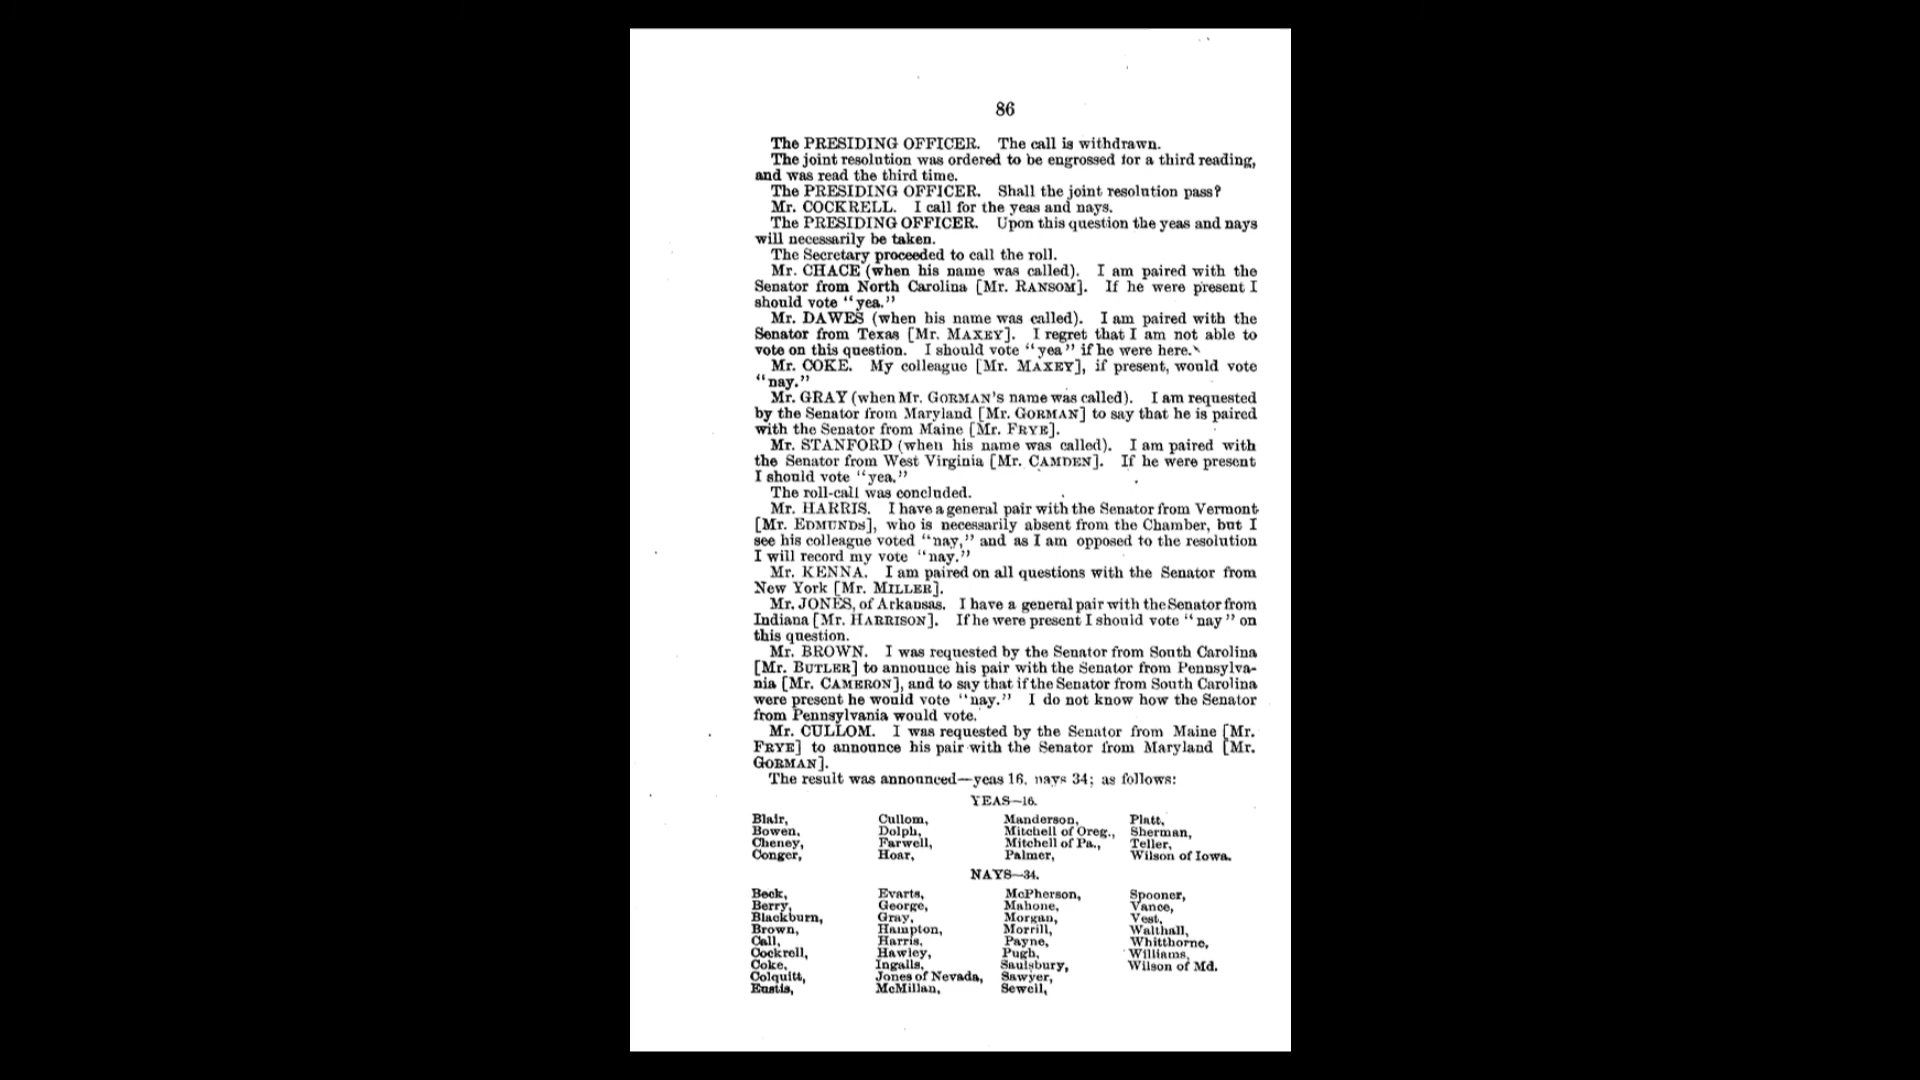 86
The PRESIDING OFFICER. The call is withdrawn.
The joint resolution was ordered to be engrossed for a third reading,
and was read the third time.
The PRESIDING OFFICER. Shall the joint resolution pass?
Mr. COCKRELL. I call for the yeas and nays.
The PRESIDING OFFICER. Upon this question the yeas and nays
will necessarily be taken.
The Secretary proceeded to call the roll.
Mr. CHACE (when his name was called). I am paired with the
Senator from North Carolina [Mr. RANSOM]. If he were present I
should vote "yea."
Mr. DAWES (when his name was called). I am paired with the
Senator from Texas [Mr. MAXEY]. I regret that I am not able to
vote on this question. I should vote "yea" if he were here.
Mr. COKE. My colleague [Mr. MAXEY], if present, would vote
"nay."
Mr. GRAY (when Mr. GORMAN'S name was called). I am requested
by the Senator from Maryland [Mr. GORMAN] to say that he is paired
with the Senator from Maine [Mr. FRYE].
Mr. STANFORD (when his name was called). I am paired with
the Senator from West Virginia [Mr. CAMDEN]. If he were present
I should vote "yea."
The roll-call was concluded.
Mr. HARRIS. I have a general pair with the Senator from Vermont
[Mr. EDMUNDS], who is necessarily absent from the Chamber, but I
see his colleague voted "nay," and as I am opposed to the resolution
I will record my vote "nay."
Mr. KENNA. I am paired on all questions with the Senator from
New York [Mr. MILLER].
Mr. JONES, of Arkansas. I have a general pair with the Senator from
Indiana [Mr. HARRISON]. If he were present I should vote "nay" on
this question.
Mr. BROWN. I was requested by the Senator from South Carolina
[Mr. BUTLER] to announce his pair with the Senator from Pennsylva-
nia [Mr. CAMERON], and to say that if the Senator from South Carolina
were present he would vote "nay." I do not know how the Senator
from Pennsylvania would vote.
Mr. CULLOM. I was requested by the Senator from Maine [Mr.
FRYE] to announce his pair with the Senator from Maryland [Mr.
GORMAN].
The result was announced—yeas 16, nays 34; as follows:
YEAS—16.
Blair, Cullom, Manderson, Platt,
Bowen, Dolph, Mitchell of Oreg., Sherman,
Cheney, Farwell, Mitchell of Pa., Teller,
Conger, Hoar, Palmer, Wilson of Iowa.
NAYS—34.
Beck, Evarts, McPherson, Spooner,
Berry, George, Mahone, Vance,
Blackburn, Gray, Morgan, Vest,
Brown, Hampton, Morrill, Walthall,
Call, Harris, Payne, Whitthorne,
Cockrell, Hawley, Pugh, Williams,
Coke, Ingalls, Saulsbury, Wilson of Md.
Colquitt, Jones of Nevada, Sawyer,
Eustis, McMillan, Sewell,